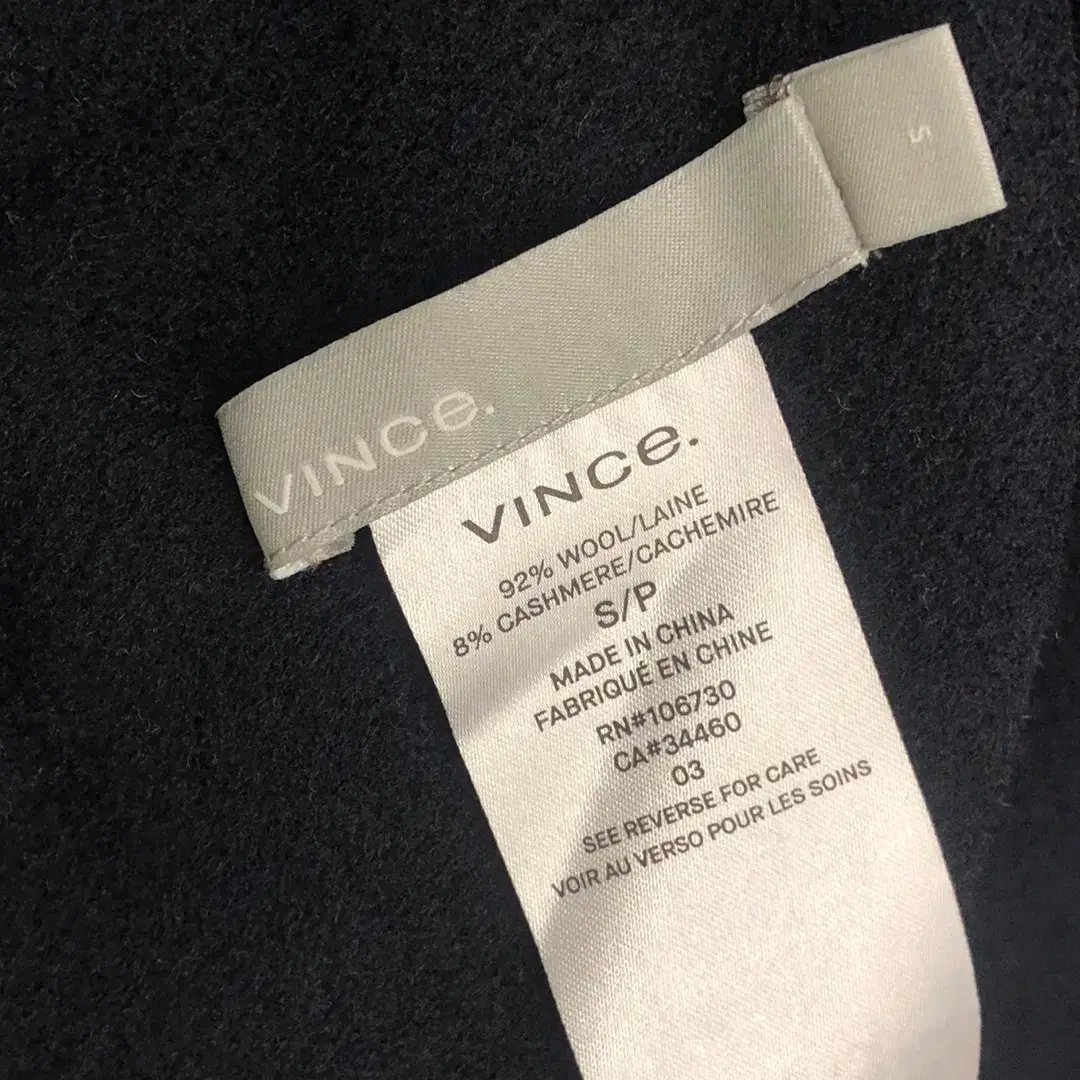 S
VINCE.
VINCE.
92% WOOL/LAINE
8% CASHMERE/CACHEMIRE
S/P
MADE IN CHINA
FABRIQUÉ EN CHINE
RN#106730
CA#34460
03
SEE REVERSE FOR CARE
VOIR AU VERSO POUR LES SOINS